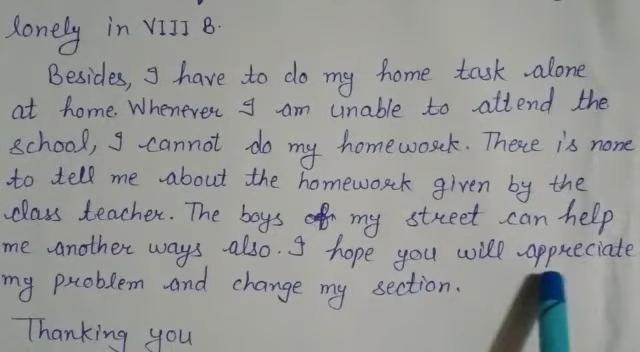 lonely in VIII B.
Besides, I have to do my home task alone
at home. Whenever I am unable to attend the
school, I cannot do my homework. There is none
to tell me about the homework given by the
class teacher. The boys of my street can help
me another ways also. I hope you will appreciate
my problem and change my section.
Thanking you